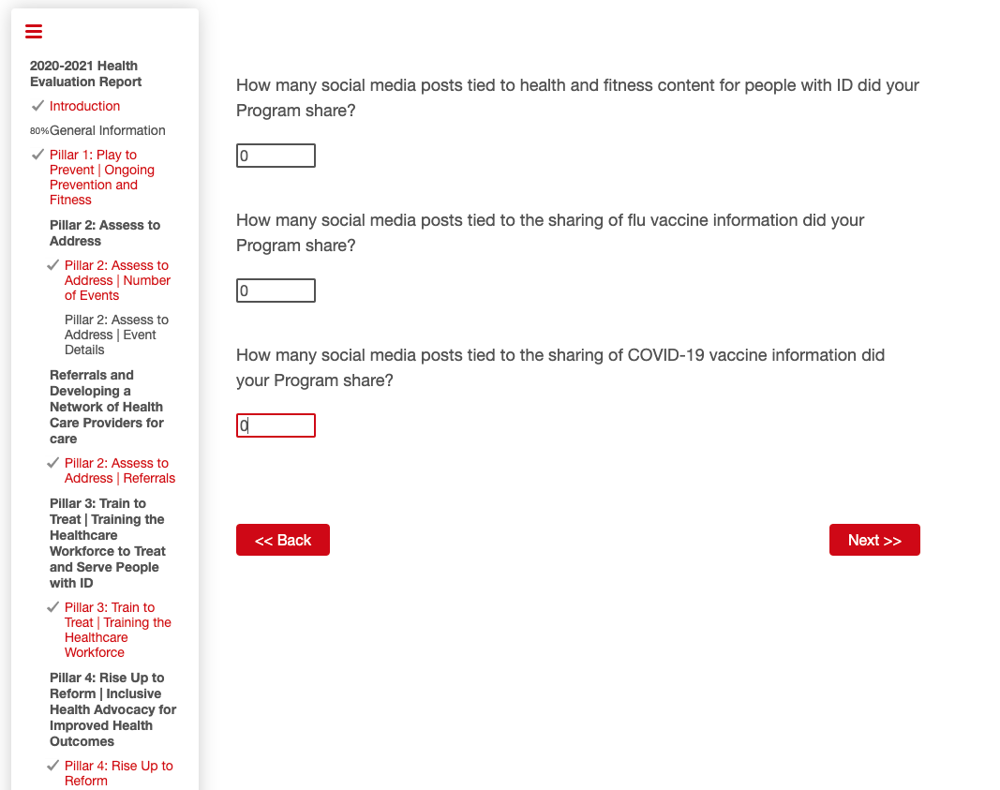 2020-2021 Health
Evaluation Report
Introduction
80% General Information
Pillar 1: Play to
Prevent | Ongoing
Prevention and
Fitness
Pillar 2: Assess to
Address
Pillar 2: Assess to
Address | Number
of Events
Pillar 2: Assess to
Address | Event
Details
Referrals and
Developing a
Network of Health
Care Providers for
care
Pillar 2: Assess to
Address | Referrals
Pillar 3: Train to
Treat | Training the
Healthcare
Workforce to Treat
and Serve People
with ID
Pillar 3: Train to
Treat | Training the
Healthcare
Workforce
Pillar 4: Rise Up to
Reform | Inclusive
Health Advocacy for
Improved Health
Outcomes
Pillar 4: Rise Up to
Reform
How many social media posts tied to health and fitness content for people with ID did your
Program share?
0
How many social media posts tied to the sharing of flu vaccine information did your
Program share?
0
How many social media posts tied to the sharing of COVID-19 vaccine information did
your Program share?
0
<< Back
Next >>